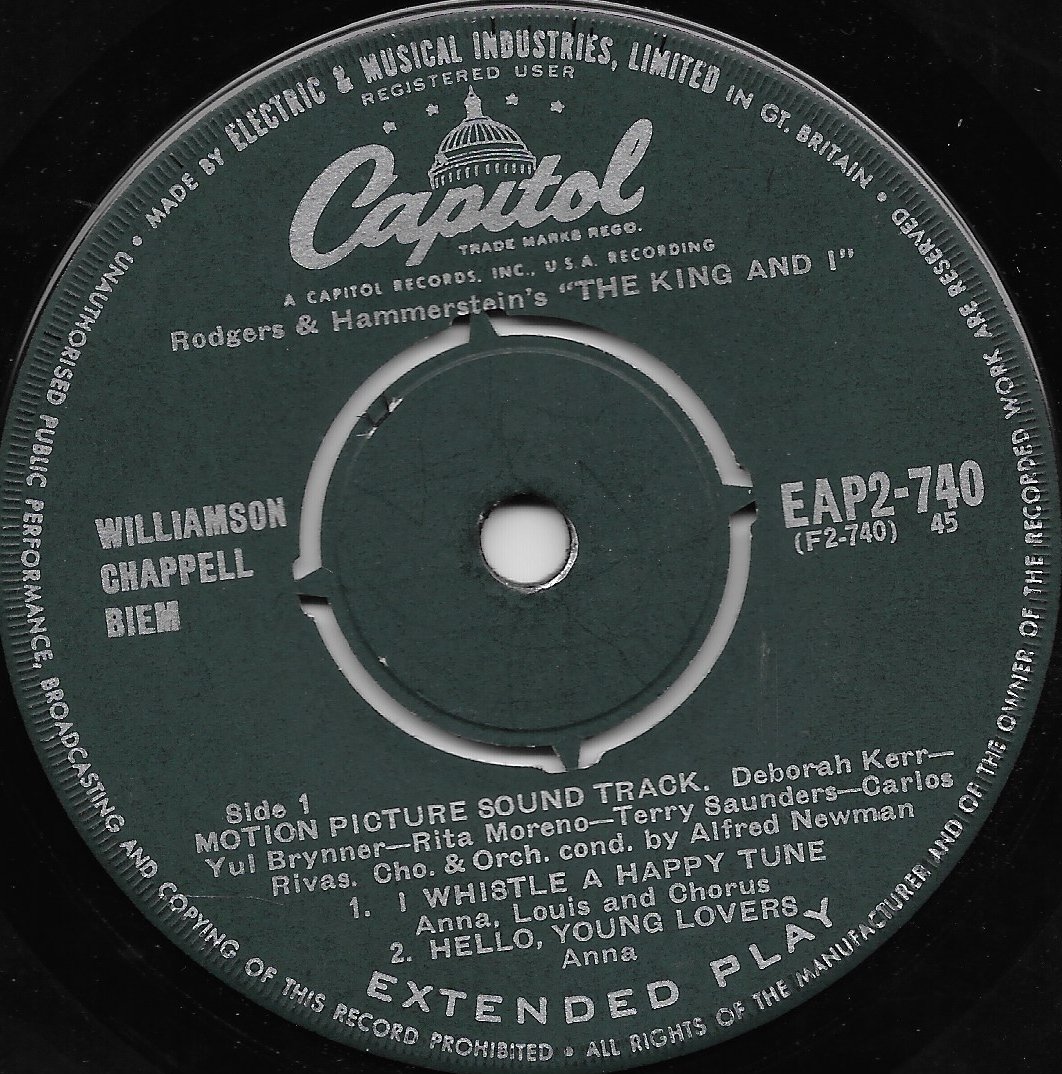 MADE BY ELECTRIC & MUSICAL INDUSTRIES, LIMITED IN GT. BRITAIN • ALL RIGHTS OF THE MANUFACTURER AND OF THE OWNER OF THE RECORDED WORK ARE RESERVED • UNAUTHORISED PUBLIC PERFORMANCE, BROADCASTING AND COPYING OF THIS RECORD PROHIBITED •
REGISTERED USER
Capitol
TRADE MARKS REGD.
A CAPITOL RECORDS, INC., U.S.A. RECORDING
Rodgers & Hammerstein's "THE KING AND I"
WILLIAMSON
CHAPPELL
BIEM
EAP2-740
(F2-740) 45
Side 1
MOTION PICTURE SOUND TRACK. Deborah Kerr—
Yul Brynner—Rita Moreno—Terry Saunders—Carlos
Rivas. Cho. & Orch. cond. by Alfred Newman
1. I WHISTLE A HAPPY TUNE
Anna, Louis and Chorus
2. HELLO, YOUNG LOVERS
Anna
EXTENDED PLAY